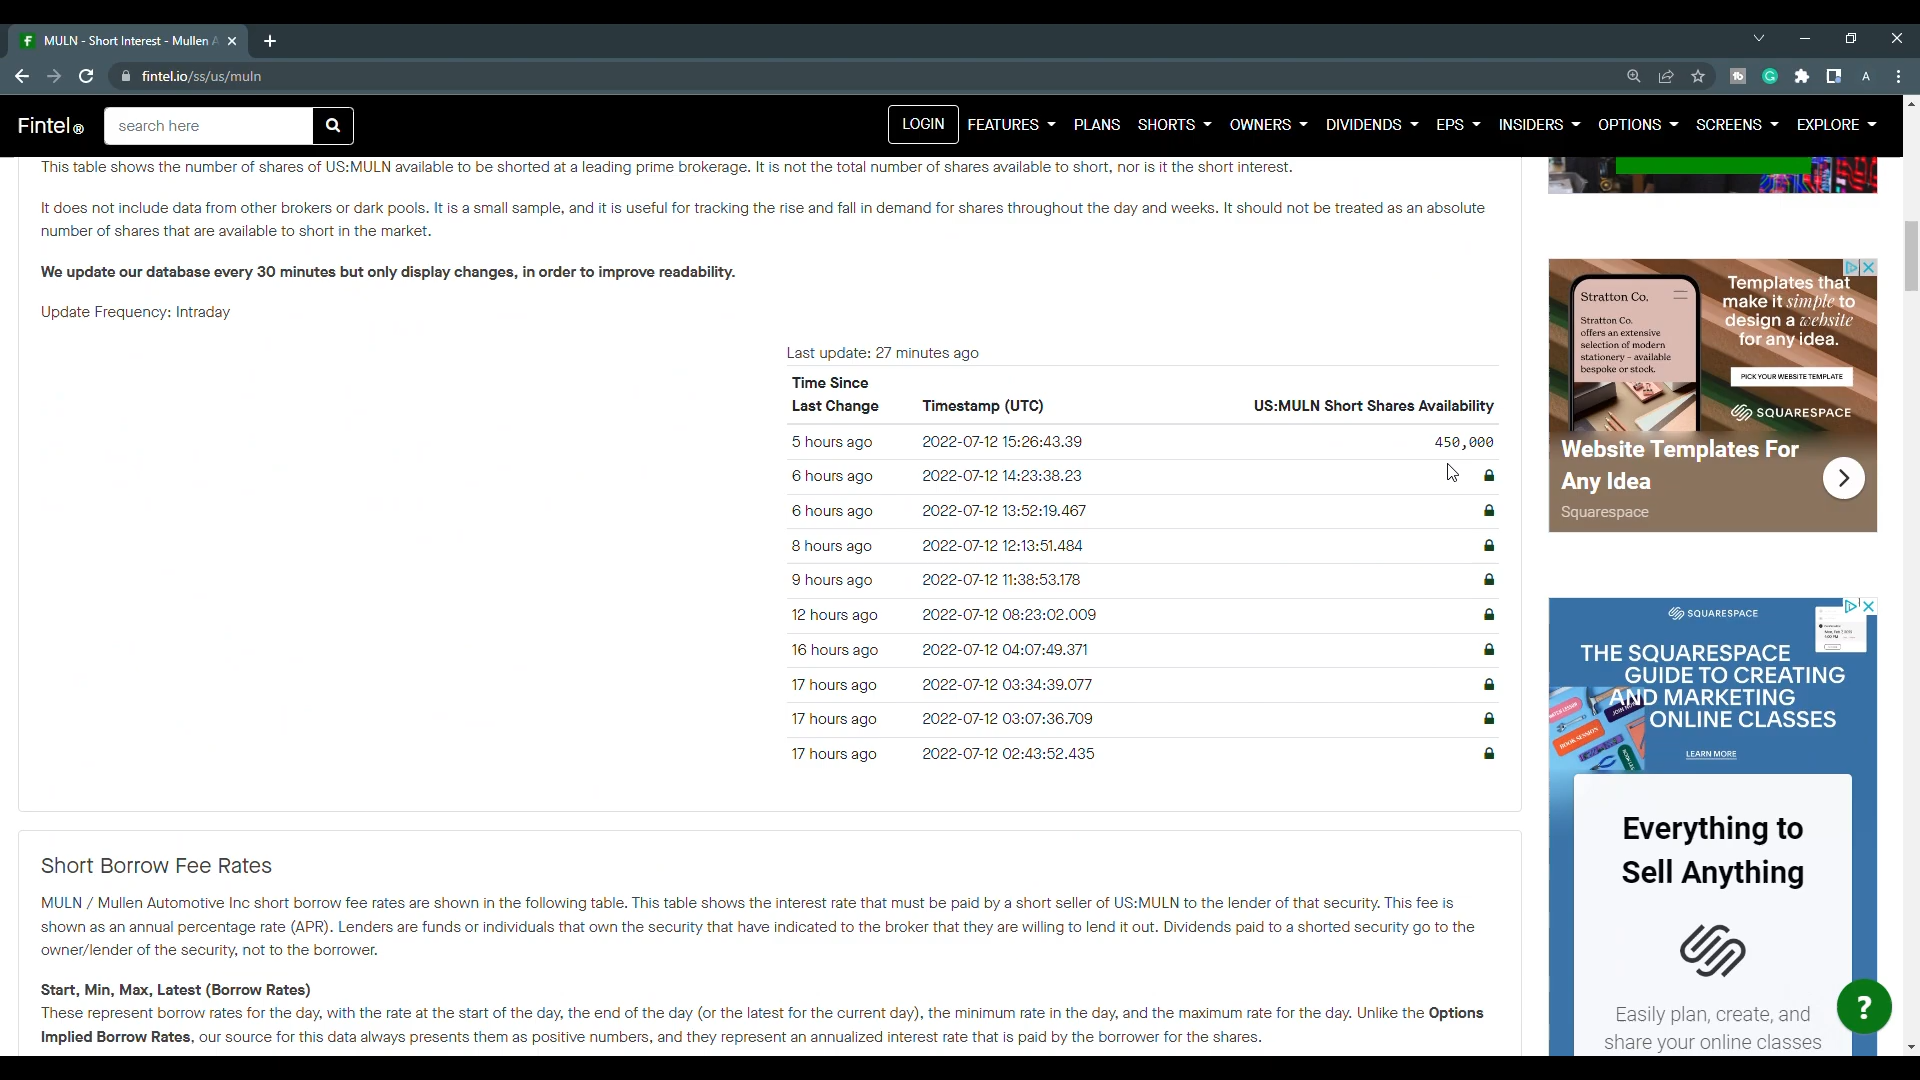 MULN - Short Interest - Mullen A
fintel.io/ss/us/muln
A
Fintel®
search here
LOGIN
FEATURES
PLANS
SHORTS
OWNERS
DIVIDENDS
EPS
INSIDERS
OPTIONS
SCREENS
EXPLORE
This table shows the number of shares of US:MULN available to be shorted at a leading prime brokerage. It is not the total number of shares available to short, nor is it the short interest.
It does not include data from other brokers or dark pools. It is a small sample, and it is useful for tracking the rise and fall in demand for shares throughout the day and weeks. It should not be treated as an absolute
number of shares that are available to short in the market.
We update our database every 30 minutes but only display changes, in order to improve readability.
Update Frequency: Intraday
Last update: 27 minutes ago
Time Since
Last Change Timestamp (UTC) US:MULN Short Shares Availability
5 hours ago 2022-07-12 15:26:43.39 450,000
6 hours ago 2022-07-12 14:23:38.23
6 hours ago 2022-07-12 13:52:19.467
8 hours ago 2022-07-12 12:13:51.484
9 hours ago 2022-07-12 11:38:53.178
12 hours ago 2022-07-12 08:23:02.009
16 hours ago 2022-07-12 04:07:49.371
17 hours ago 2022-07-12 03:34:39.077
17 hours ago 2022-07-12 03:07:36.709
17 hours ago 2022-07-12 02:43:52.435
Short Borrow Fee Rates
MULN / Mullen Automotive Inc short borrow fee rates are shown in the following table. This table shows the interest rate that must be paid by a short seller of US:MULN to the lender of that security. This fee is
shown as an annual percentage rate (APR). Lenders are funds or individuals that own the security that have indicated to the broker that they are willing to lend it out. Dividends paid to a shorted security go to the
owner/lender of the security, not to the borrower.
Start, Min, Max, Latest (Borrow Rates)
These represent borrow rates for the day, with the rate at the start of the day, the end of the day (or the latest for the current day), the minimum rate in the day, and the maximum rate for the day. Unlike the Options
Implied Borrow Rates, our source for this data always presents them as positive numbers, and they represent an annualized interest rate that is paid by the borrower for the shares.
Stratton Co.
Stratton Co.
offers an extensive
selection of modern
stationery – available
bespoke or stock.
Templates that
make it simple to
design a website
for any idea.
PICK YOUR WEBSITE TEMPLATE
SQUARESPACE
Website Templates For
Any Idea
Squarespace
SQUARESPACE
THE SQUARESPACE
GUIDE TO CREATING
AND MARKETING
ONLINE CLASSES
LEARN MORE
Everything to
Sell Anything
Easily plan, create, and
share your online classes
?